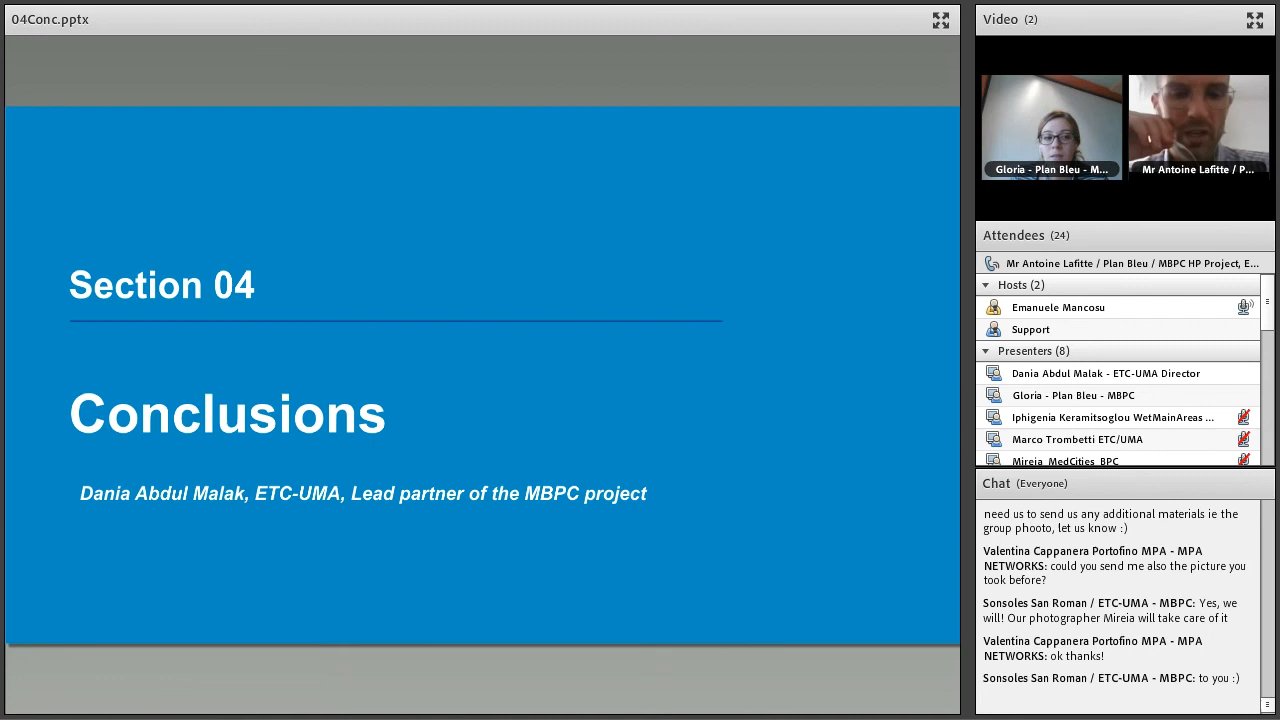 04Conc.pptx
Section 04
Conclusions
Dania Abdul Malak, ETC-UMA, Lead partner of the MBPC project
Video (2)
Gloria - Plan Bleu - M...
Mr Antoine Lafitte / P...
Attendees (24)
Mr Antoine Lafitte / Plan Bleu / MBPC HP Project, E...
Hosts (2)
Emanuele Mancosu
Support
Presenters (8)
Dania Abdul Malak - ETC-UMA Director
Gloria - Plan Bleu - MBPC
Iphigenia Keramitsoglou WetMainAreas ...
Marco Trombetti ETC/UMA
Mireia_MedCities_BPC
Chat (Everyone)
need us to send us any additional materials ie the
group phooto, let us know :)
Valentina Cappanera Portofino MPA - MPA
NETWORKS: could you send me also the picture you
took before?
Sonsoles San Roman / ETC-UMA - MBPC: Yes, we
will! Our photographer Mireia will take care of it
Valentina Cappanera Portofino MPA - MPA
NETWORKS: ok thanks!
Sonsoles San Roman / ETC-UMA - MBPC: to you :)